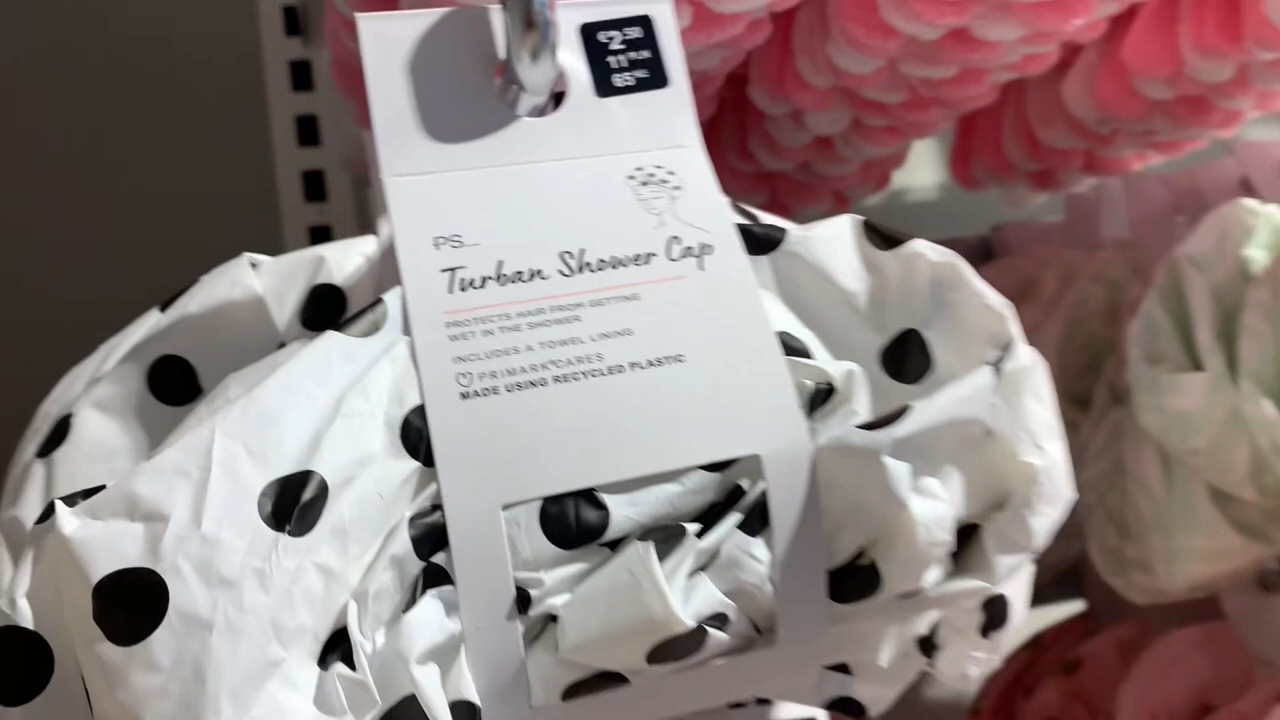 €2.50
11 PLN
65 KČ
PS...
Turban Shower Cap
PROTECTS HAIR FROM GETTING
WET IN THE SHOWER
INCLUDES A TOWEL LINING
PRIMARK CARES
MADE USING RECYCLED PLASTIC